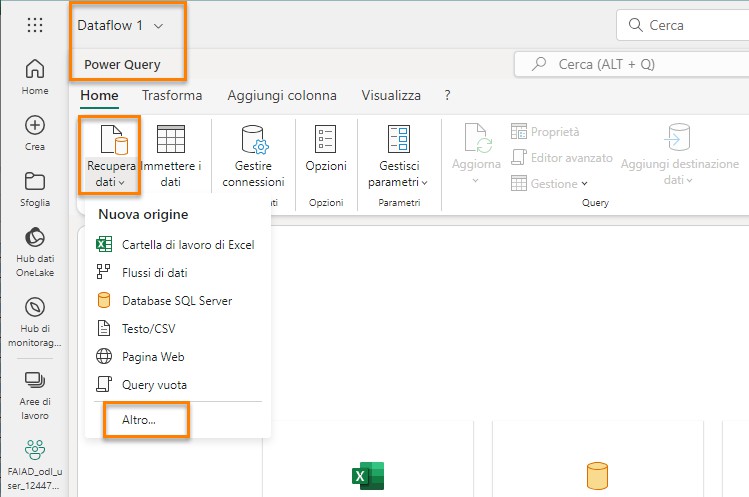 Dataflow 1
Cerca
Power Query
Cerca (ALT + Q)
Home
Trasforma
Aggiungi colonna
Visualizza
?
Home
Crea
Sfoglia
Hub dati
OneLake
Hub di
monitorag...
Aree di
lavoro
FAIAD_odl_u
ser_12447...
Recupera
dati
Immettere i
dati
Gestire
connessioni
Opzioni
Opzioni
Gestisci
parametri
Parametri
Aggiorna
Proprietà
Editor avanzato
Gestione
Aggiungi destinazione
dati
Query
Nuova origine
Cartella di lavoro di Excel
Flussi di dati
Database SQL Server
Testo/CSV
Pagina Web
Query vuota
Altro...